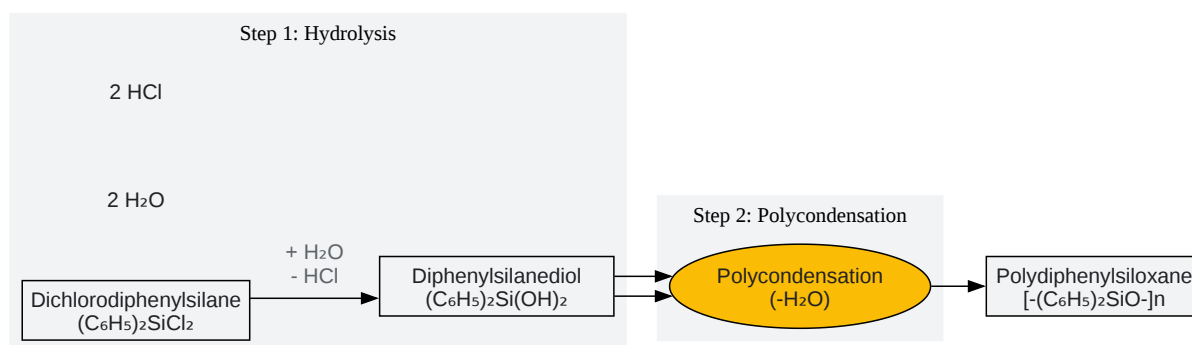 Step 1: Hydrolysis
2 HCl
2 H₂O
+ H₂O
- HCl
Dichlorodiphenylsilane
(C₆H₅)₂SiCl₂
Diphenylsilanediol
(C₆H₅)₂Si(OH)₂
Step 2: Polycondensation
Polycondensation
(-H₂O)
Polydiphenylsiloxane
[-(C₆H₅)₂SiO-]n